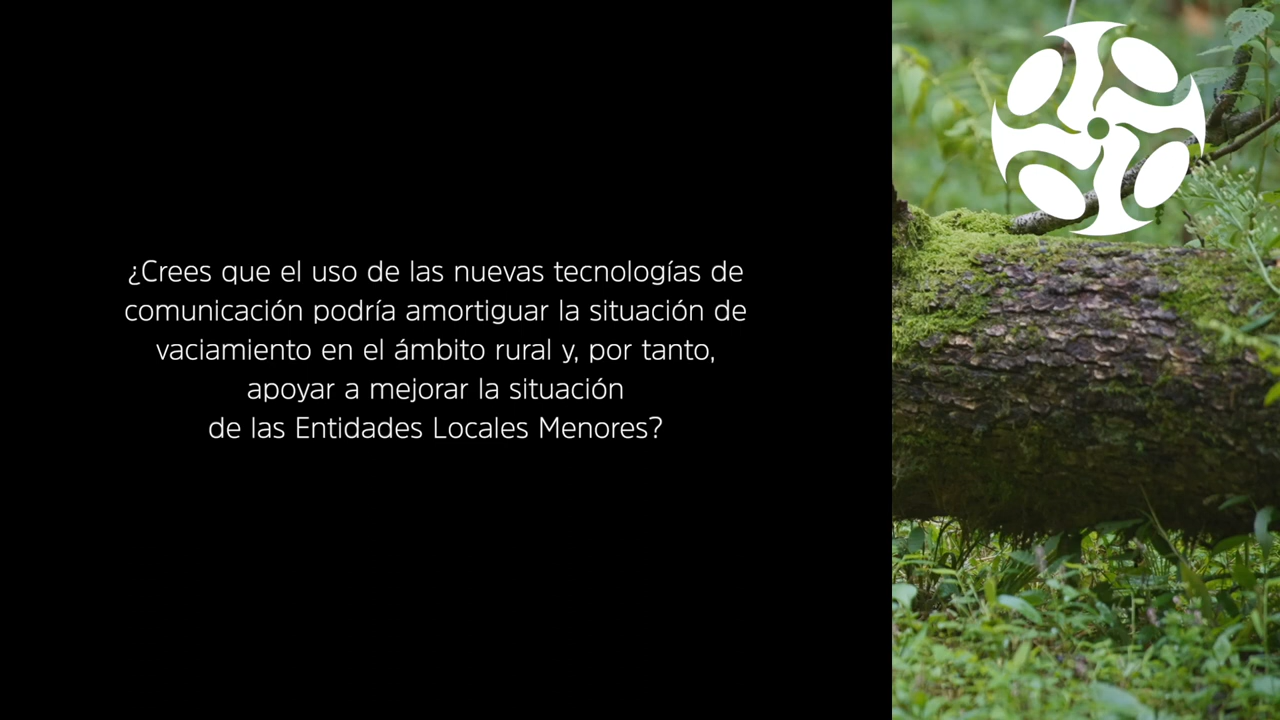 ¿Crees que el uso de las nuevas tecnologías de
comunicación podría amortiguar la situación de
vaciamiento en el ámbito rural y, por tanto,
apoyar a mejorar la situación
de las Entidades Locales Menores?